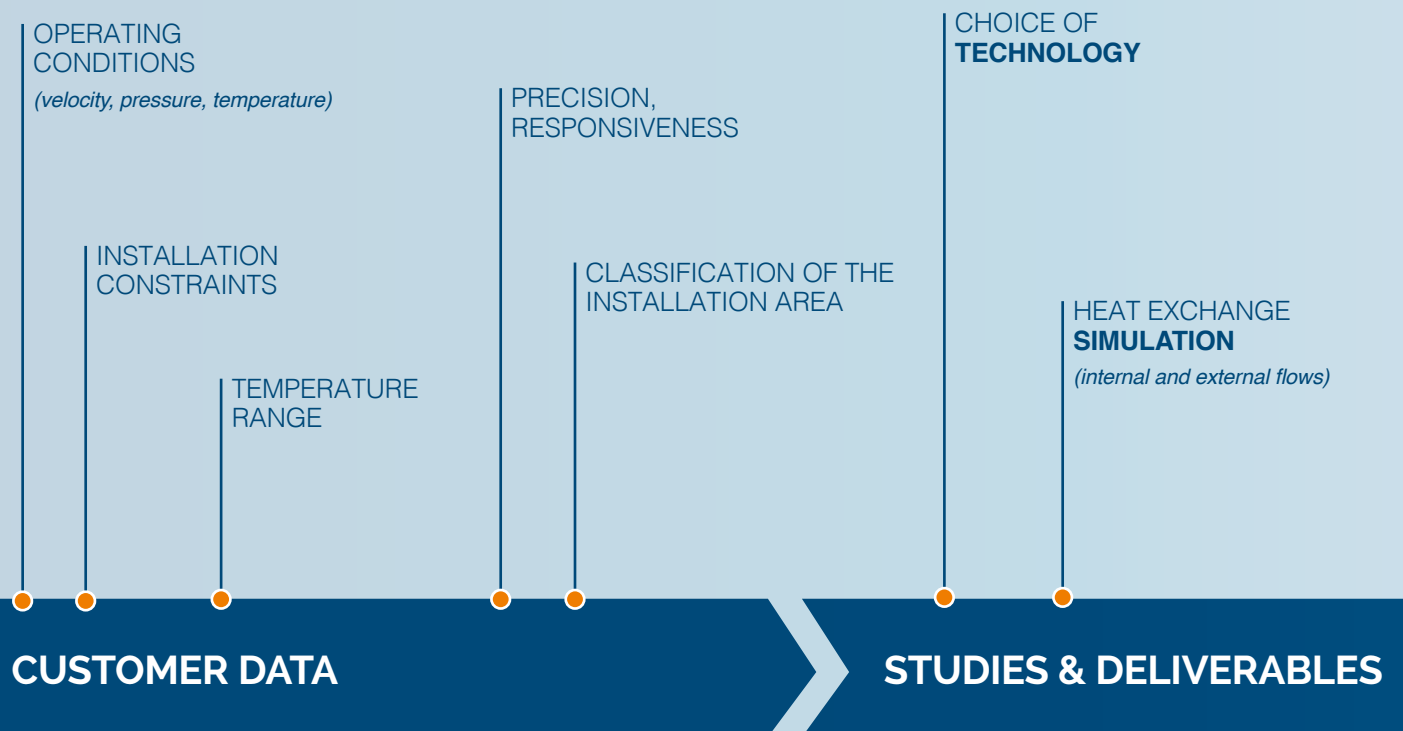 OPERATING
CONDITIONS
(velocity, pressure, temperature)
INSTALLATION
CONSTRAINTS
TEMPERATURE
RANGE
PRECISION,
RESPONSIVENESS
CLASSIFICATION OF THE
INSTALLATION AREA
CHOICE OF
TECHNOLOGY
HEAT EXCHANGE
SIMULATION
(internal and external flows)
CUSTOMER DATA
STUDIES & DELIVERABLES